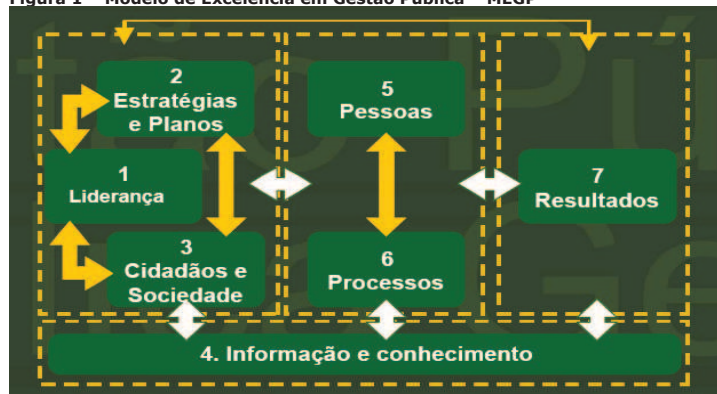 Figura 1 – Modelo de Excelência em Gestão Pública – MEGP
2
Estratégias
e Planos
1
Liderança
3
Cidadãos e
Sociedade
5
Pessoas
6
Processos
7
Resultados
4. Informação e conhecimento